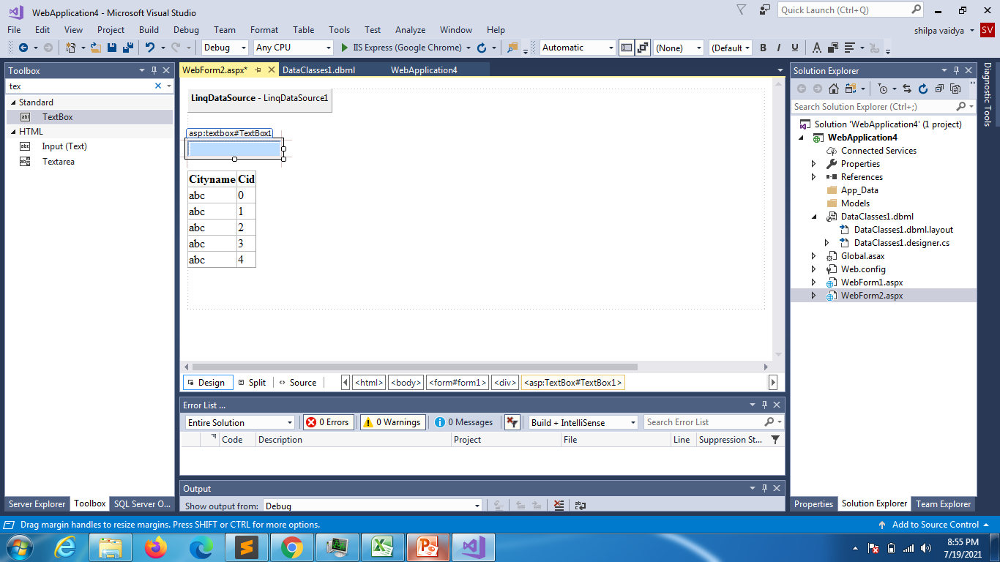 WebApplication4 - Microsoft Visual Studio
Quick Launch (Ctrl+Q)
File Edit View Project Build Debug Team Format Table Tools Test Analyze Window Help
shilpa vaidya SV
Debug Any CPU IIS Express (Google Chrome) Automatic (None) (Default B I U A
Toolbox
tex
Standard
TextBox
HTML
Input (Text)
Textarea
Server Explorer Toolbox SQL Server O...
WebForm2.aspx* DataClasses1.dbml WebApplication4
LinqDataSource - LinqDataSource1
asp:textbox#TextBox1
Cityname Cid
abc 0
abc 1
abc 2
abc 3
abc 4
Design Split Source <html> <body> <form#form1> <div> <asp:TextBox#TextBox1>
Error List ...
Entire Solution 0 Errors 0 Warnings 0 Messages Build + IntelliSense Search Error List
Code Description Project File Line Suppression St...
Output
Show output from: Debug
Solution Explorer
Search Solution Explorer (Ctrl+;)
Solution 'WebApplication4' (1 project)
WebApplication4
Connected Services
Properties
References
App_Data
Models
DataClasses1.dbml
DataClasses1.dbml.layout
DataClasses1.designer.cs
Global.asax
Web.config
WebForm1.aspx
WebForm2.aspx
Properties Solution Explorer Team Explorer
Diagnostic Tools
Drag margin handles to resize margins. Press SHIFT or CTRL for more options.
Add to Source Control
8:55 PM
7/19/2021